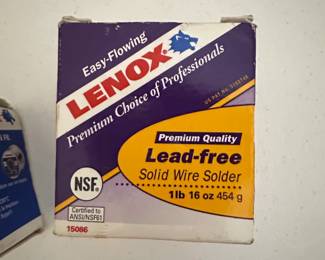 Easy-Flowing
LENOX
Premium Choice of Professionals
Premium Quality
Lead-free
Solid Wire Solder
1lb 16 oz 454 g
NSF.
Certified to
ANSI/NSF61
15086